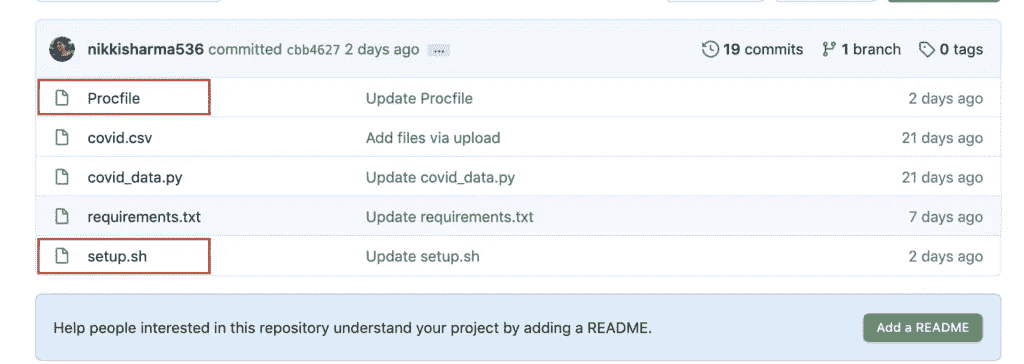 nikkisharma536 committed cbb4627 2 days ago ... 19 commits 1 branch 0 tags
Procfile Update Procfile 2 days ago
covid.csv Add files via upload 21 days ago
covid_data.py Update covid_data.py 21 days ago
requirements.txt Update requirements.txt 7 days ago
setup.sh Update setup.sh 2 days ago
Help people interested in this repository understand your project by adding a README. Add a README